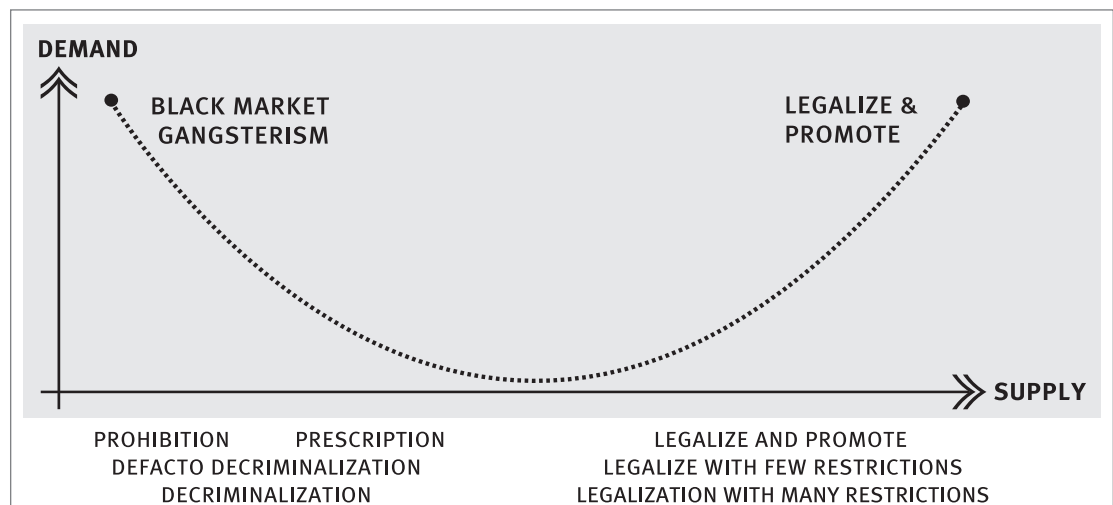 DEMAND
BLACK MARKET
GANGSTERISM
LEGALIZE &
PROMOTE
SUPPLY
PROHIBITION PRESCRIPTION
DEFACTO DECRIMINALIZATION
DECRIMINALIZATION
LEGALIZE AND PROMOTE
LEGALIZE WITH FEW RESTRICTIONS
LEGALIZATION WITH MANY RESTRICTIONS